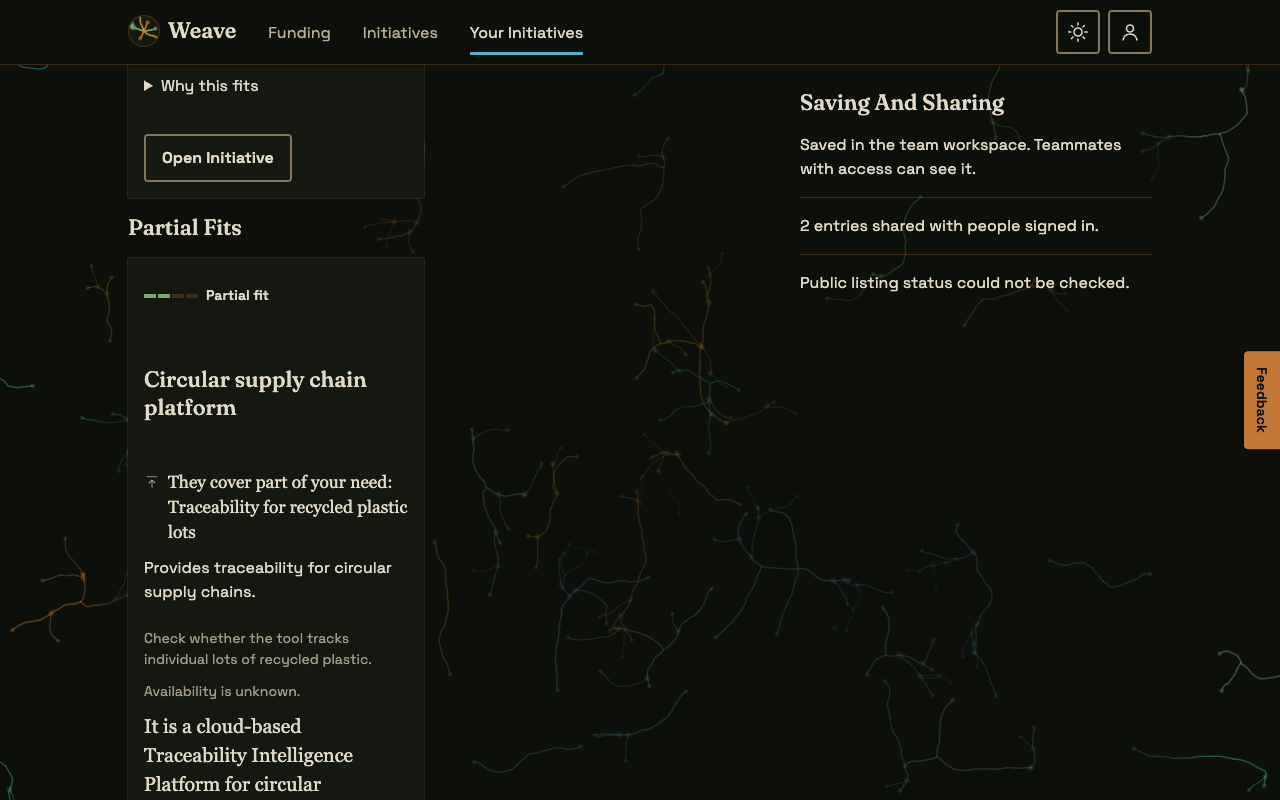 Weave
Funding
Initiatives
Your Initiatives
Why this fits
Open Initiative
Partial Fits
Partial fit
Circular supply chain
platform
They cover part of your need:
Traceability for recycled plastic
lots
Provides traceability for circular
supply chains.
Check whether the tool tracks
individual lots of recycled plastic.
Availability is unknown.
It is a cloud-based
Traceability Intelligence
Platform for circular
Saving And Sharing
Saved in the team workspace. Teammates
with access can see it.
2 entries shared with people signed in.
Public listing status could not be checked.
Feedback